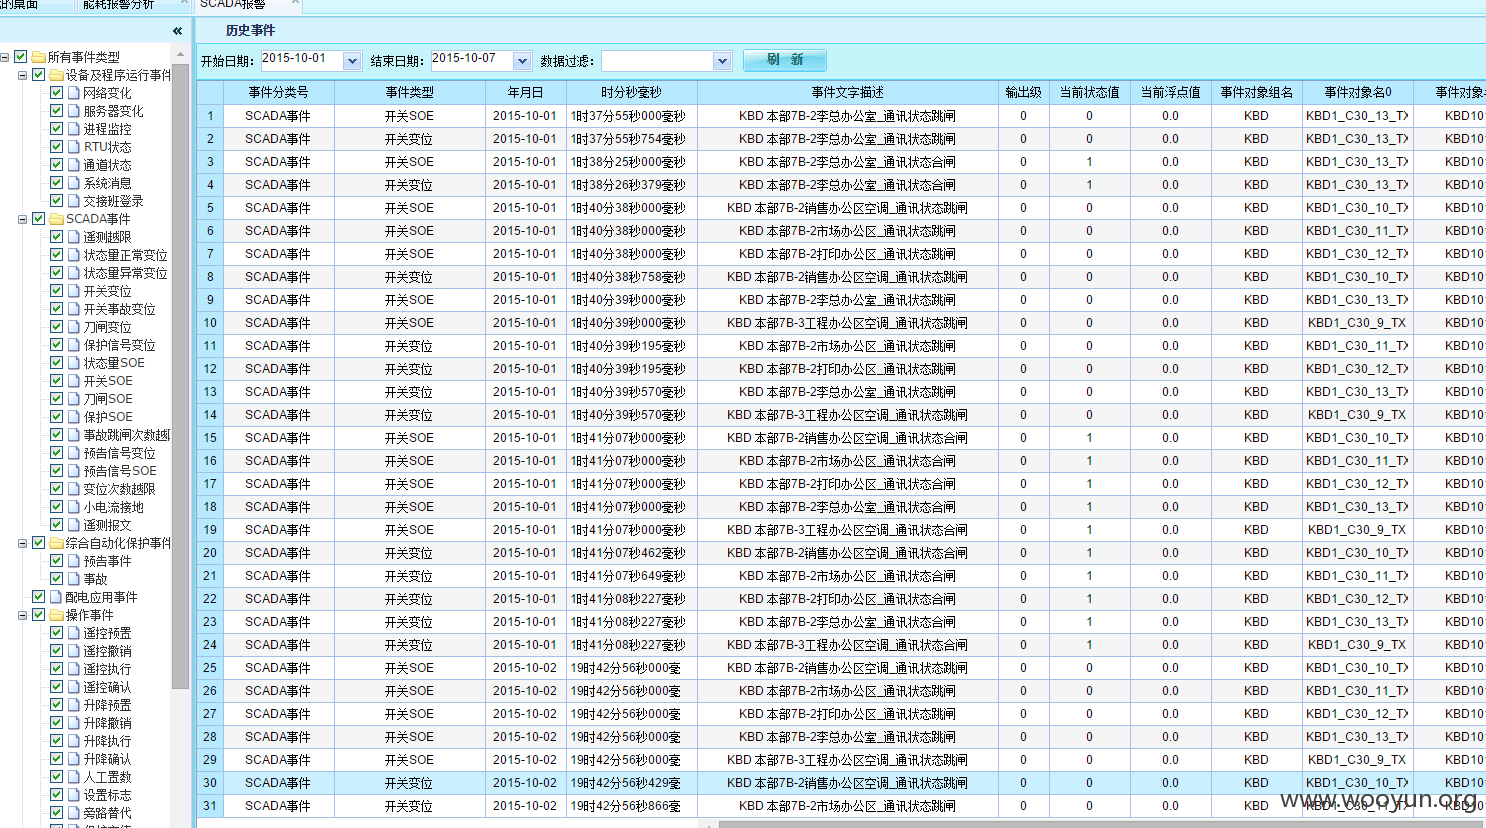 的桌面 能耗报警分析 SCADA报警
«
历史事件
开始日期: 2015-10-01 结束日期: 2015-10-07 数据过滤: 刷 新
所有事件类型
设备及程序运行事件
网络变化
服务器变化
进程监控
RTU状态
通道状态
系统消息
交接班登录
SCADA事件
遥测越限
状态量正常变位
状态量异常变位
开关变位
开关事故变位
刀闸变位
保护信号变位
状态量SOE
开关SOE
刀闸SOE
保护SOE
事故跳闸次数越限
预告信号变位
预告信号SOE
变位次数越限
小电流接地
遥测报文
综合自动化保护事件
预告事件
事故
配电应用事件
操作事件
遥控预置
遥控撤销
遥控执行
遥控确认
升降预置
升降撤销
升降执行
升降确认
人工置数
设置标志
旁路替代
事件分类号 事件类型 年月日 时分秒毫秒 事件文字描述 输出级 当前状态值 当前浮点值 事件对象组名 事件对象名0 事件对象
1 SCADA事件 开关SOE 2015-10-01 1时37分55秒000毫秒 KBD 本部7B-2李总办公室_通讯状态跳闸 0 0 0.0 KBD KBD1_C30_13_TX KBD10
2 SCADA事件 开关变位 2015-10-01 1时37分55秒754毫秒 KBD 本部7B-2李总办公室_通讯状态跳闸 0 0 0.0 KBD KBD1_C30_13_TX KBD10
3 SCADA事件 开关SOE 2015-10-01 1时38分25秒000毫秒 KBD 本部7B-2李总办公室_通讯状态合闸 0 1 0.0 KBD KBD1_C30_13_TX KBD10
4 SCADA事件 开关变位 2015-10-01 1时38分26秒379毫秒 KBD 本部7B-2李总办公室_通讯状态合闸 0 1 0.0 KBD KBD1_C30_13_TX KBD10
5 SCADA事件 开关SOE 2015-10-01 1时40分38秒000毫秒 KBD 本部7B-2销售办公区空调_通讯状态跳闸 0 0 0.0 KBD KBD1_C30_10_TX KBD10
6 SCADA事件 开关SOE 2015-10-01 1时40分38秒000毫秒 KBD 本部7B-2市场办公区_通讯状态跳闸 0 0 0.0 KBD KBD1_C30_11_TX KBD10
7 SCADA事件 开关SOE 2015-10-01 1时40分38秒000毫秒 KBD 本部7B-2打印办公区_通讯状态跳闸 0 0 0.0 KBD KBD1_C30_12_TX KBD10
8 SCADA事件 开关变位 2015-10-01 1时40分38秒758毫秒 KBD 本部7B-2销售办公区空调_通讯状态跳闸 0 0 0.0 KBD KBD1_C30_10_TX KBD10
9 SCADA事件 开关SOE 2015-10-01 1时40分39秒000毫秒 KBD 本部7B-2李总办公室_通讯状态跳闸 0 0 0.0 KBD KBD1_C30_13_TX KBD10
10 SCADA事件 开关SOE 2015-10-01 1时40分39秒000毫秒 KBD 本部7B-3工程办公区空调_通讯状态跳闸 0 0 0.0 KBD KBD1_C30_9_TX KBD10
11 SCADA事件 开关变位 2015-10-01 1时40分39秒195毫秒 KBD 本部7B-2市场办公区_通讯状态跳闸 0 0 0.0 KBD KBD1_C30_11_TX KBD10
12 SCADA事件 开关变位 2015-10-01 1时40分39秒195毫秒 KBD 本部7B-2打印办公区_通讯状态跳闸 0 0 0.0 KBD KBD1_C30_12_TX KBD10
13 SCADA事件 开关变位 2015-10-01 1时40分39秒570毫秒 KBD 本部7B-2李总办公室_通讯状态跳闸 0 0 0.0 KBD KBD1_C30_13_TX KBD10
14 SCADA事件 开关变位 2015-10-01 1时40分39秒570毫秒 KBD 本部7B-3工程办公区空调_通讯状态跳闸 0 0 0.0 KBD KBD1_C30_9_TX KBD10
15 SCADA事件 开关SOE 2015-10-01 1时41分07秒000毫秒 KBD 本部7B-2销售办公区空调_通讯状态合闸 0 1 0.0 KBD KBD1_C30_10_TX KBD10
16 SCADA事件 开关SOE 2015-10-01 1时41分07秒000毫秒 KBD 本部7B-2市场办公区_通讯状态合闸 0 1 0.0 KBD KBD1_C30_11_TX KBD10
17 SCADA事件 开关SOE 2015-10-01 1时41分07秒000毫秒 KBD 本部7B-2打印办公区_通讯状态合闸 0 1 0.0 KBD KBD1_C30_12_TX KBD10
18 SCADA事件 开关SOE 2015-10-01 1时41分07秒000毫秒 KBD 本部7B-2李总办公室_通讯状态合闸 0 1 0.0 KBD KBD1_C30_13_TX KBD10
19 SCADA事件 开关SOE 2015-10-01 1时41分07秒000毫秒 KBD 本部7B-3工程办公区空调_通讯状态合闸 0 1 0.0 KBD KBD1_C30_9_TX KBD10
20 SCADA事件 开关变位 2015-10-01 1时41分07秒462毫秒 KBD 本部7B-2销售办公区空调_通讯状态合闸 0 1 0.0 KBD KBD1_C30_10_TX KBD10
21 SCADA事件 开关变位 2015-10-01 1时41分07秒649毫秒 KBD 本部7B-2市场办公区_通讯状态合闸 0 1 0.0 KBD KBD1_C30_11_TX KBD10
22 SCADA事件 开关变位 2015-10-01 1时41分08秒227毫秒 KBD 本部7B-2打印办公区_通讯状态合闸 0 1 0.0 KBD KBD1_C30_12_TX KBD10
23 SCADA事件 开关变位 2015-10-01 1时41分08秒227毫秒 KBD 本部7B-2李总办公室_通讯状态合闸 0 1 0.0 KBD KBD1_C30_13_TX KBD10
24 SCADA事件 开关变位 2015-10-01 1时41分08秒227毫秒 KBD 本部7B-3工程办公区空调_通讯状态合闸 0 1 0.0 KBD KBD1_C30_9_TX KBD10
25 SCADA事件 开关SOE 2015-10-02 19时42分56秒000毫 KBD 本部7B-2销售办公区空调_通讯状态跳闸 0 0 0.0 KBD KBD1_C30_10_TX KBD10
26 SCADA事件 开关SOE 2015-10-02 19时42分56秒000毫 KBD 本部7B-2市场办公区_通讯状态跳闸 0 0 0.0 KBD KBD1_C30_11_TX KBD10
27 SCADA事件 开关SOE 2015-10-02 19时42分56秒000毫 KBD 本部7B-2打印办公区_通讯状态跳闸 0 0 0.0 KBD KBD1_C30_12_TX KBD10
28 SCADA事件 开关SOE 2015-10-02 19时42分56秒000毫 KBD 本部7B-2李总办公室_通讯状态跳闸 0 0 0.0 KBD KBD1_C30_13_TX KBD10
29 SCADA事件 开关SOE 2015-10-02 19时42分56秒000毫 KBD 本部7B-3工程办公区空调_通讯状态跳闸 0 0 0.0 KBD KBD1_C30_9_TX KBD10
30 SCADA事件 开关变位 2015-10-02 19时42分56秒429毫 KBD 本部7B-2销售办公区空调_通讯状态跳闸 0 0 0.0 KBD KBD1_C30_10_TX KBD10
31 SCADA事件 开关变位 2015-10-02 19时42分56秒866毫 KBD 本部7B-2市场办公区_通讯状态跳闸 0 0 0.0 KBD KBD1_C30_11_TX KBD10
www.wooyun.org